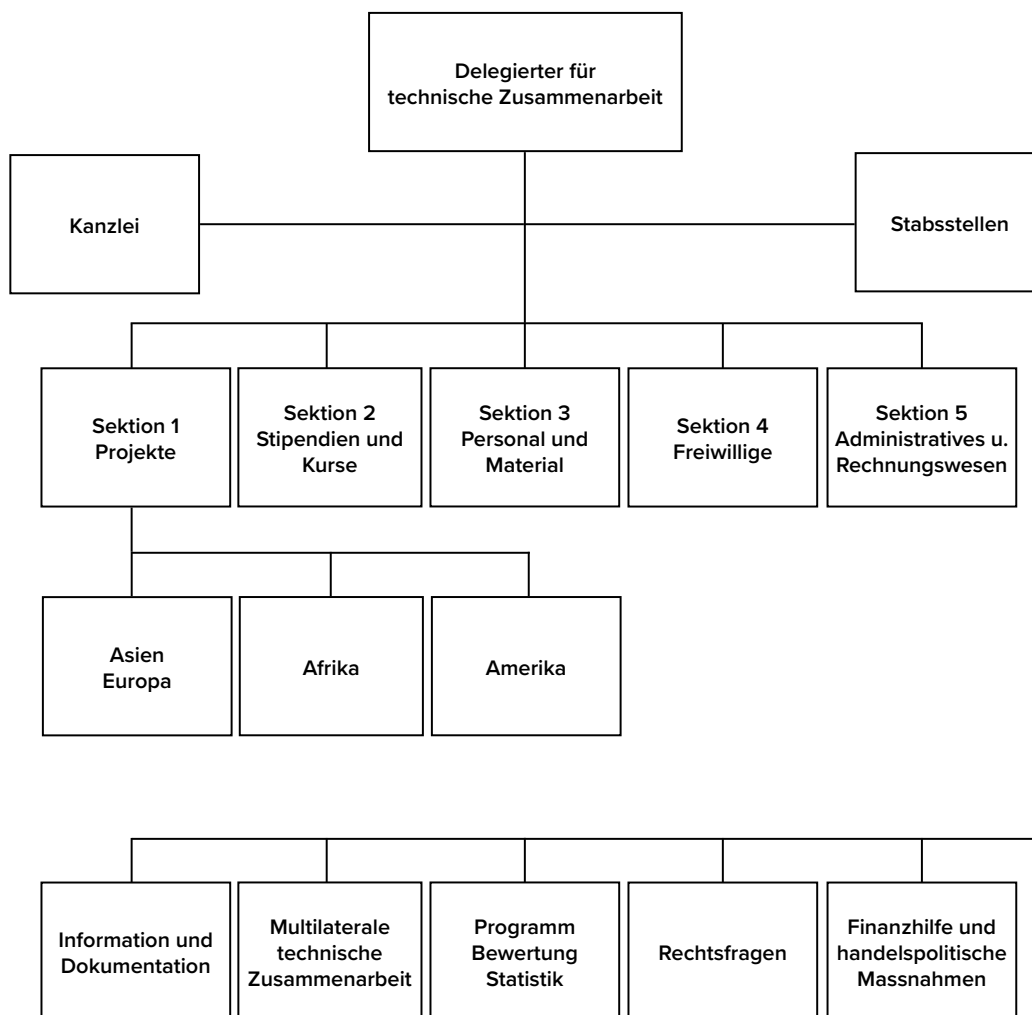 Delegierter für
technische Zusammenarbeit
Kanzlei
Stabsstellen
Sektion 1
Projekte
Sektion 2
Stipendien und
Kurse
Sektion 3
Personal und
Material
Sektion 4
Freiwillige
Sektion 5
Administratives u.
Rechnungswesen
Asien
Europa
Afrika
Amerika
Information und
Dokumentation
Multilaterale
technische
Zusammenarbeit
Programm
Bewertung
Statistik
Rechtsfragen
Finanzhilfe und
handelspolitische
Massnahmen